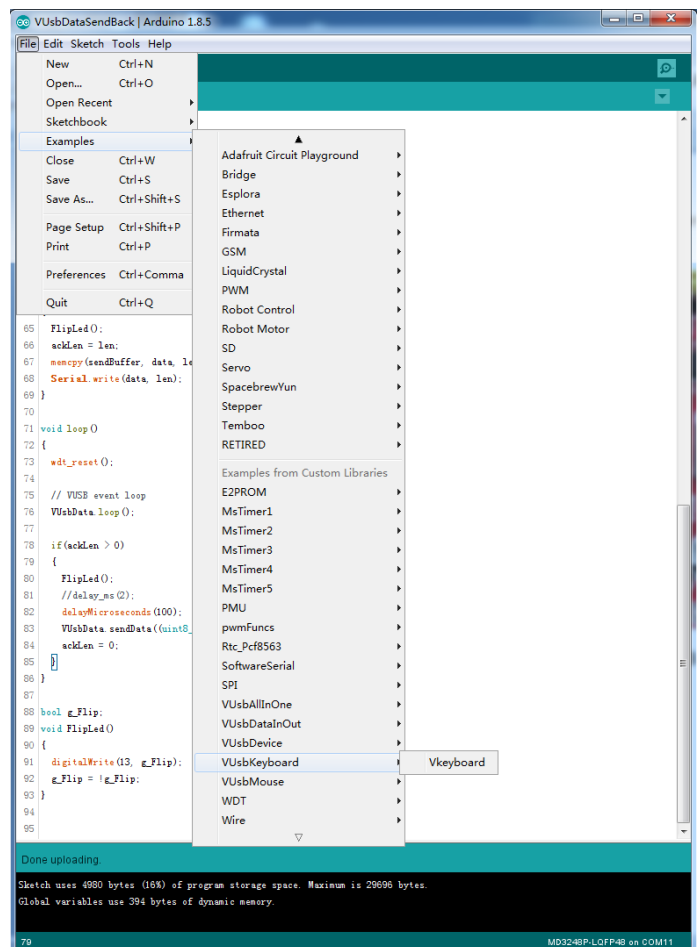 VUsbDataSendBack | Arduino 1.8.5
File Edit Sketch Tools Help
New Ctrl+N
Open... Ctrl+O
Open Recent
Sketchbook
Examples
Close Ctrl+W
Save Ctrl+S
Save As... Ctrl+Shift+S
Page Setup Ctrl+Shift+P
Print Ctrl+P
Preferences Ctrl+Comma
Quit Ctrl+Q
Adafruit Circuit Playground
Bridge
Esplora
Ethernet
Firmata
GSM
LiquidCrystal
PWM
Robot Control
Robot Motor
SD
Servo
SpacebrewYun
Stepper
Temboo
RETIRED
Examples from Custom Libraries
E2PROM
MsTimer1
MsTimer2
MsTimer3
MsTimer4
MsTimer5
PMU
pwmFuncs
Rtc_Pcf8563
SoftwareSerial
SPI
VUsbAllInOne
VUsbDataInOut
VUsbDevice
VUsbKeyboard
VUsbMouse
WDT
Wire
Vkeyboard
65 FlipLed();
66 ackLen = len;
67 memcpy(sendBuffer, data, le
68 Serial.write(data, len);
69 }
70
71 void loop()
72 {
73 wdt_reset();
74
75 // VUSB event loop
76 VUsbData.loop();
77
78 if(ackLen > 0)
79 {
80 FlipLed();
81 //delay_ms(2);
82 delayMicroseconds(100);
83 VUsbData.sendData((uint8_
84 ackLen = 0;
85 }
86 }
87
88 bool g_Flip;
89 void FlipLed()
90 {
91 digitalWrite(13, g_Flip);
92 g_Flip = !g_Flip;
93 }
94
95
Done uploading.
Sketch uses 4980 bytes (16%) of program storage space. Maximum is 29696 bytes.
Global variables use 394 bytes of dynamic memory.
79 MD3248P-LQFP48 on COM11